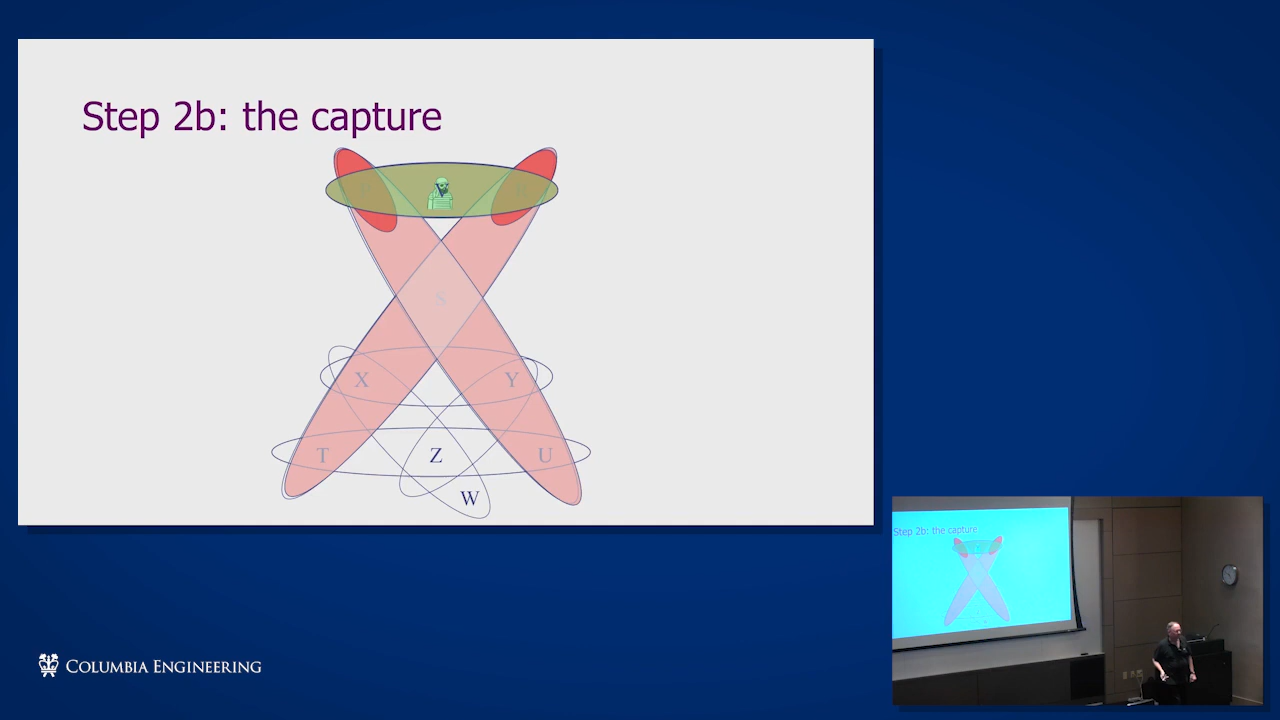 Step 2b: the capture
S
X
Y
T
Z
U
W
Step 2b: the capture
COLUMBIA ENGINEERING